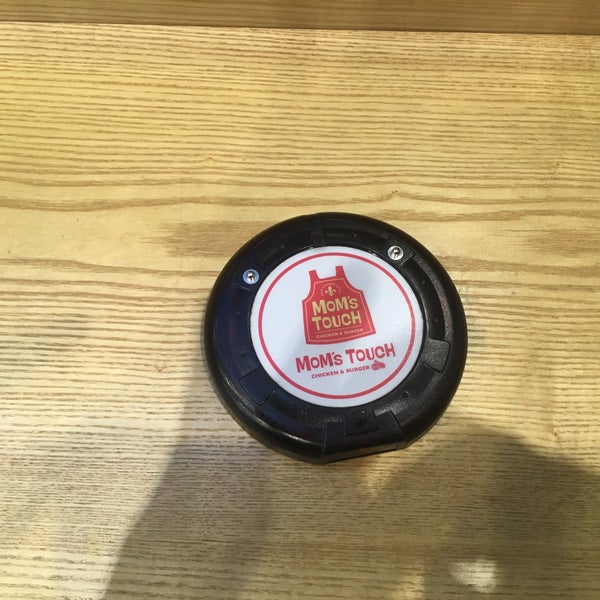 MOM'S
TOUCH
CHICKEN & BURGER
MOM'S TOUCH
CHICKEN & BURGER